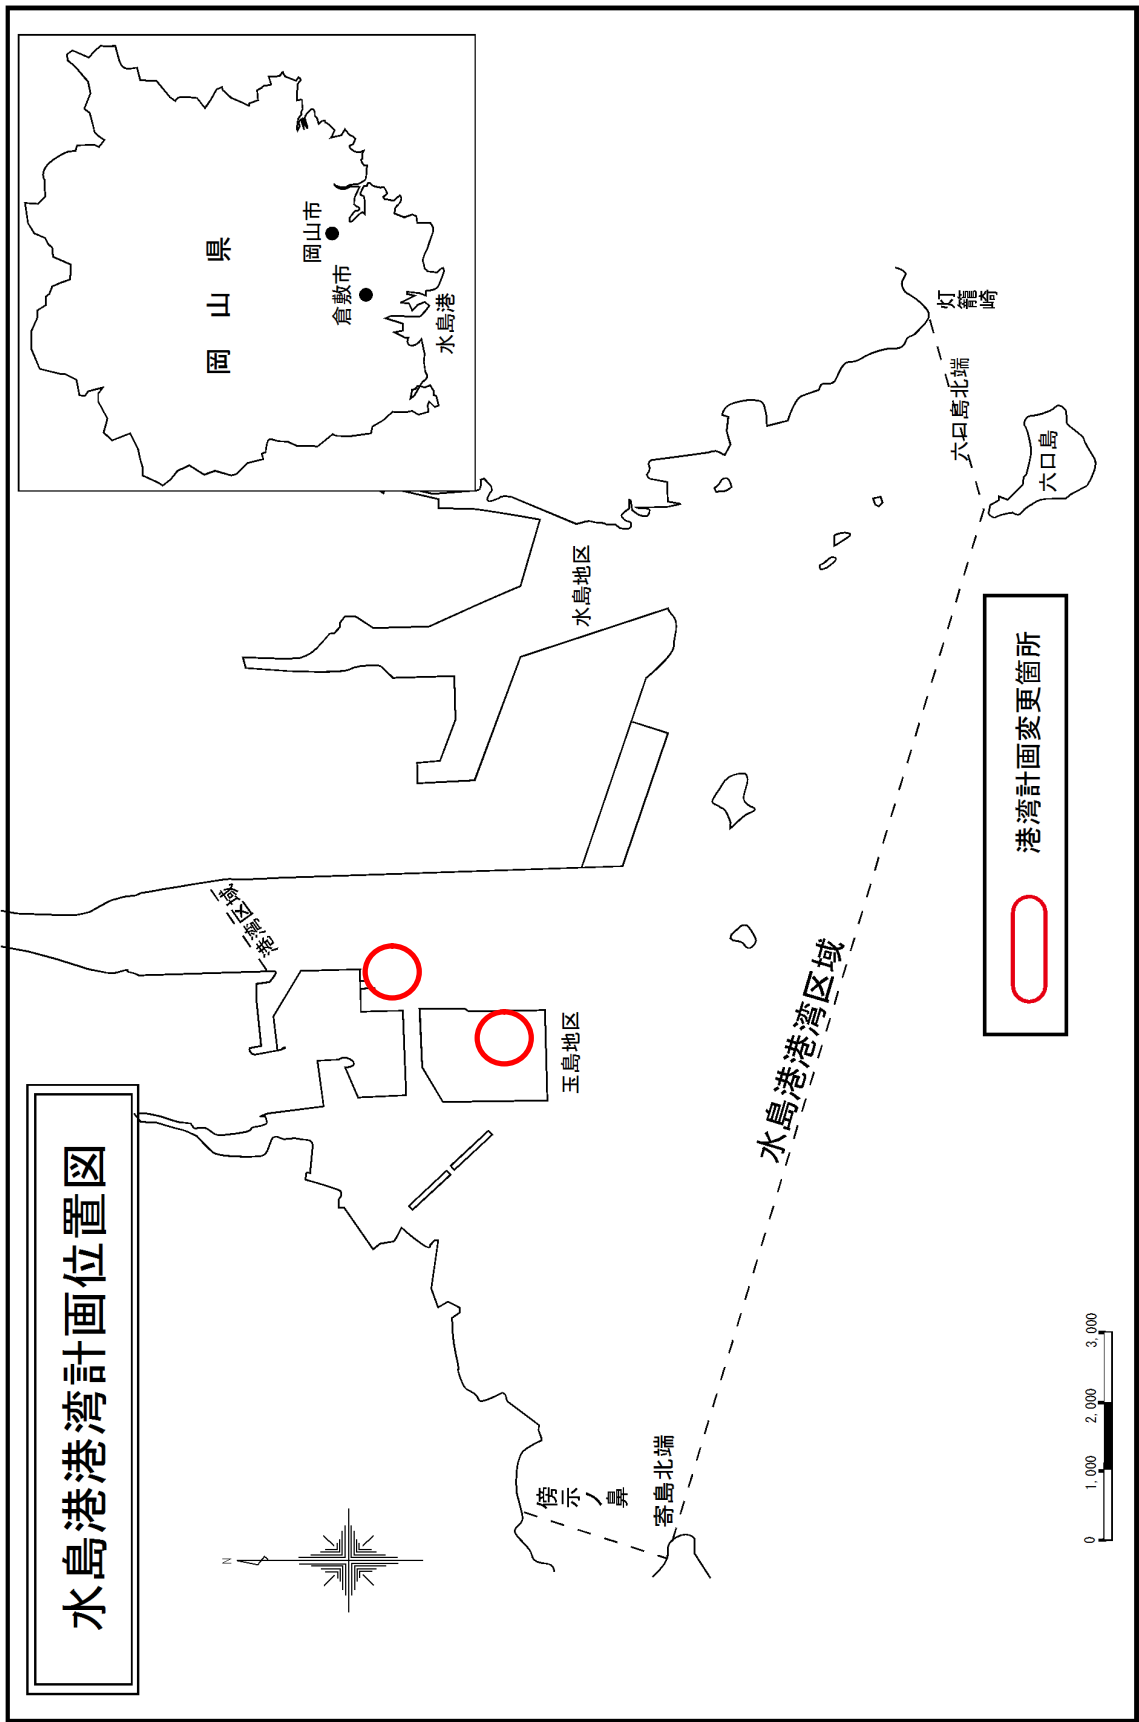 水島港港湾計画位置図
岡山県
岡山市
倉敷市
水島港
港湾区域
水島地区
玉島地区
水島港港湾区域
灯籠崎
六口島北端
六口島
傍示ノ鼻
寄島北端
N
港湾計画変更箇所
0 1,000 2,000 3,000